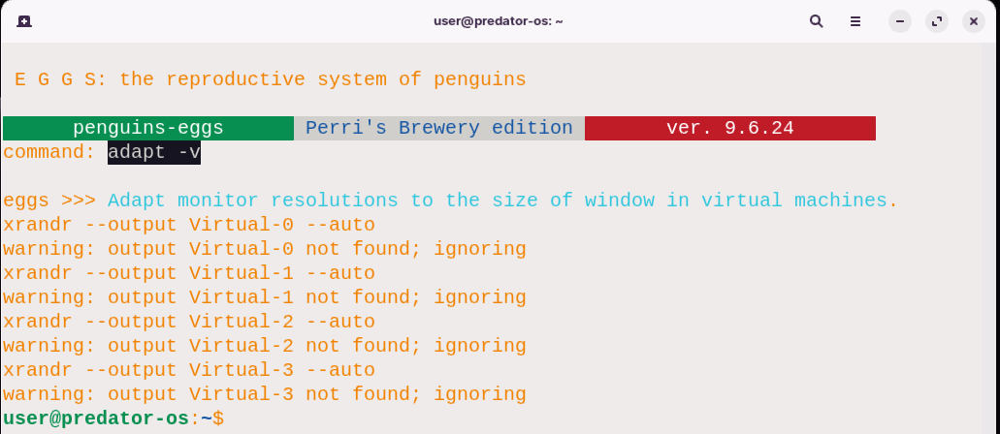 user@predator-os: ~
E G G S: the reproductive system of penguins
penguins-eggs Perri's Brewery edition ver. 9.6.24
command: adapt -v
eggs >>> Adapt monitor resolutions to the size of window in virtual machines.
xrandr --output Virtual-0 --auto
warning: output Virtual-0 not found; ignoring
xrandr --output Virtual-1 --auto
warning: output Virtual-1 not found; ignoring
xrandr --output Virtual-2 --auto
warning: output Virtual-2 not found; ignoring
xrandr --output Virtual-3 --auto
warning: output Virtual-3 not found; ignoring
user@predator-os:~$